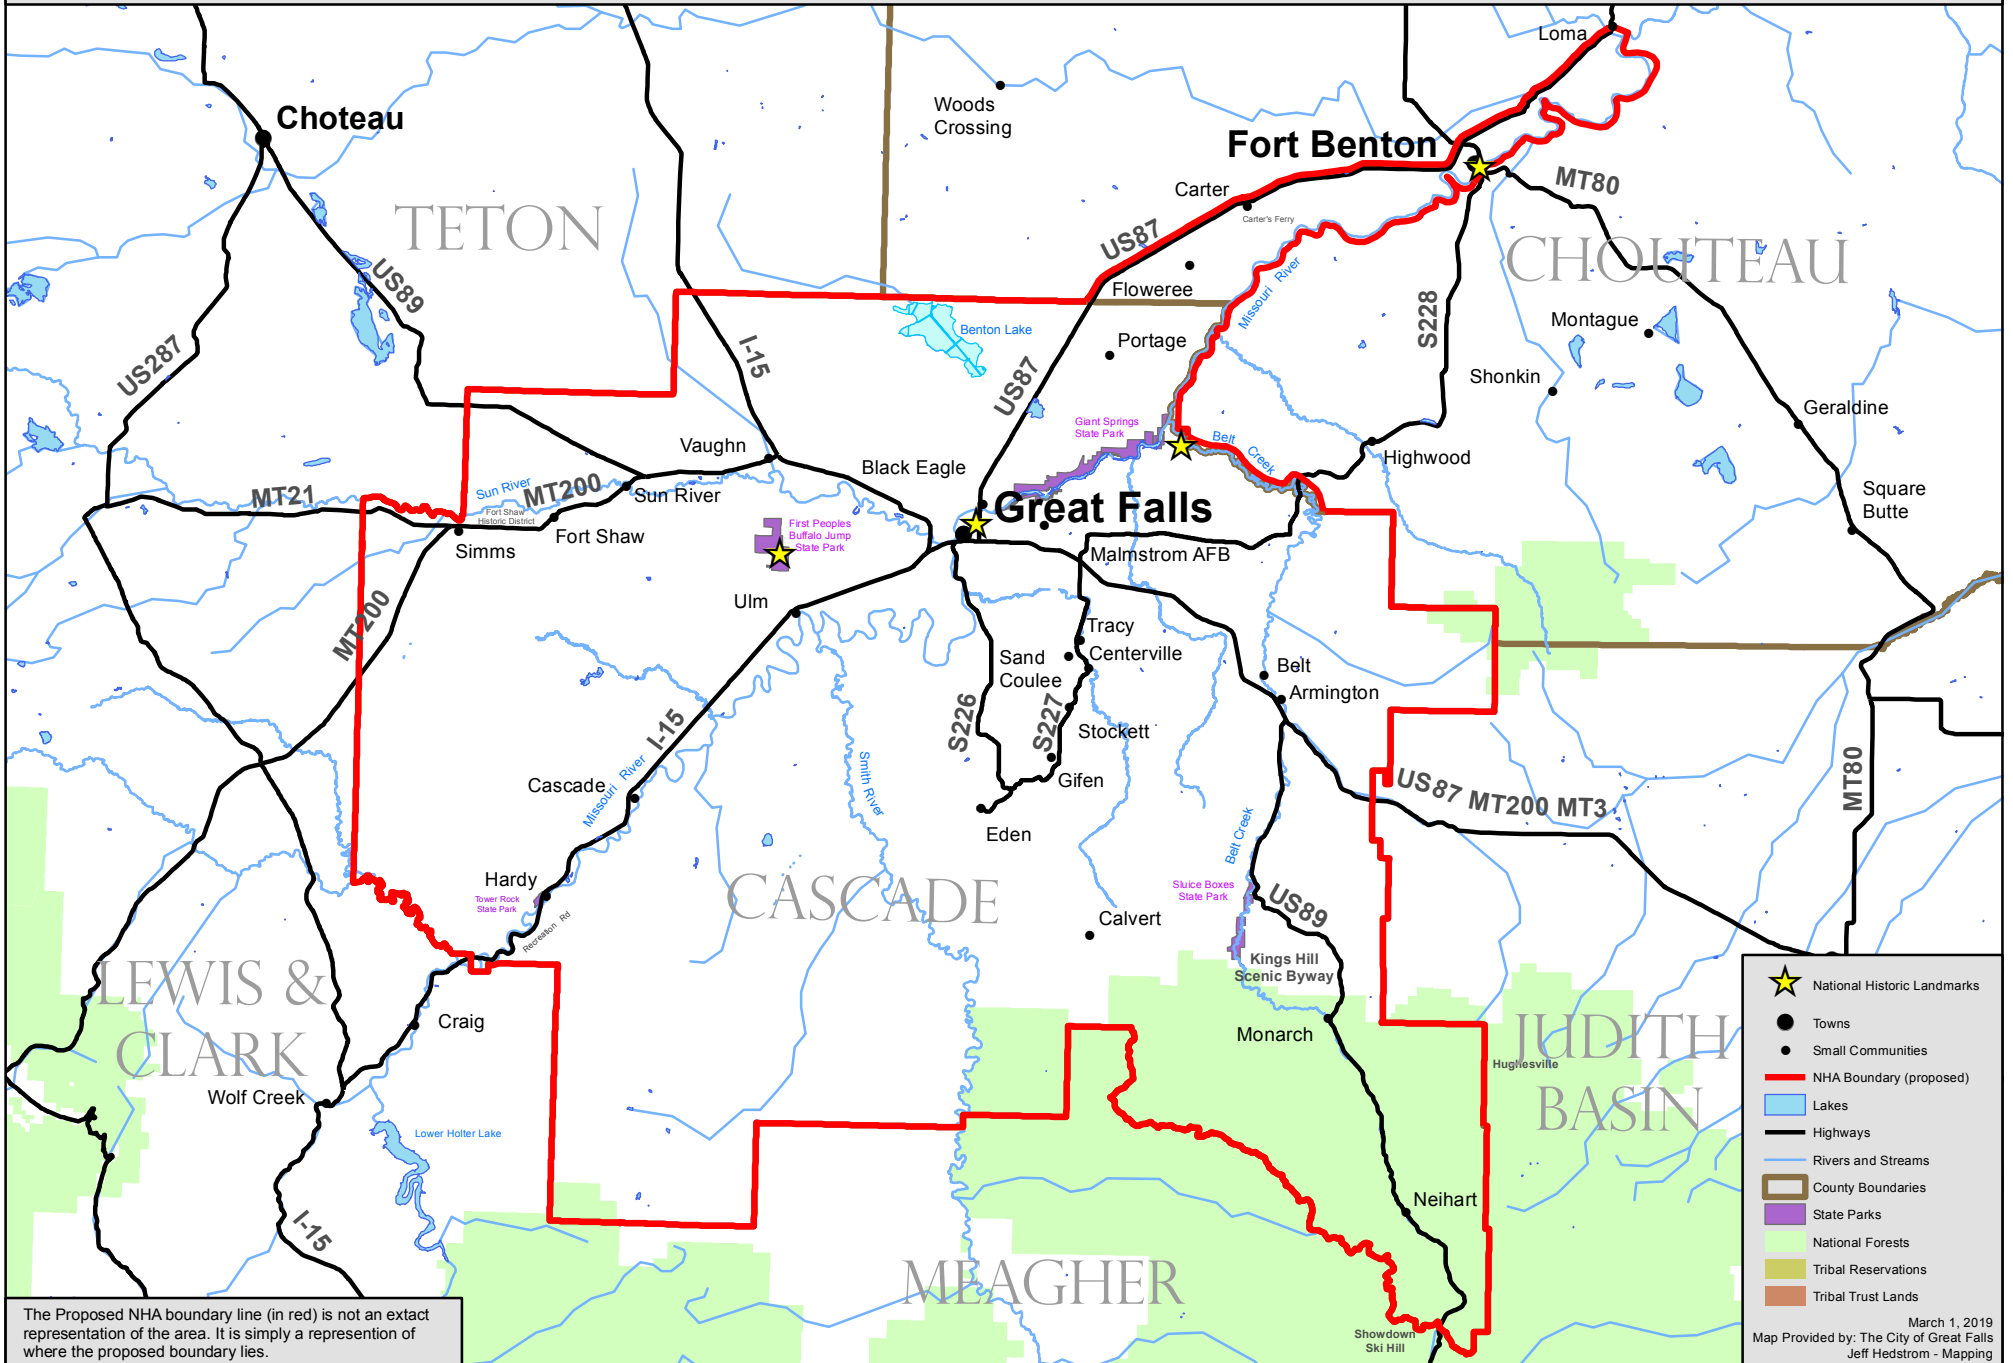 Loma
Woods
Crossing
Choteau
Fort Benton
MT80
Carter
Carter's Ferry
TETON
US87
CHOUTEAU
US89
Floweree
Missouri River
S228
Benton Lake
Portage
Montague
I-15
US287
US87
Shonkin
Geraldine
Giant Springs
State Park
Belt Creek
Vaughn
Black Eagle
Highwood
Sun River
MT21
MT200
Sun River
Square
Butte
Great Falls
Fort Shaw
Historic District
Simms
Fort Shaw
First Peoples
Buffalo Jump
State Park
Malmstrom AFB
Ulm
MT200
Tracy
Sand
Coulee
Centerville
Belt
Armington
S226
S227
Stockett
I-15
Smith River
Cascade
Missouri River
Gifen
US87 MT200 MT3
MT80
Eden
Belt Creek
Hardy
Tower Rock
State Park
Recreation Rd
CASCADE
Sluice Boxes
State Park
US89
Calvert
Kings Hill
Scenic Byway
LEWIS &
CLARK
Craig
Monarch
JUDITH
BASIN
Hughesville
Wolf Creek
Lower Holter Lake
Neihart
I-15
MEAGHER
Showdown
Ski Hill
National Historic Landmarks
Towns
Small Communities
NHA Boundary (proposed)
Lakes
Highways
Rivers and Streams
County Boundaries
State Parks
National Forests
Tribal Reservations
Tribal Trust Lands
March 1, 2019
Map Provided by: The City of Great Falls
Jeff Hedstrom - Mapping
The Proposed NHA boundary line (in red) is not an extact
representation of the area. It is simply a represention of
where the proposed boundary lies.